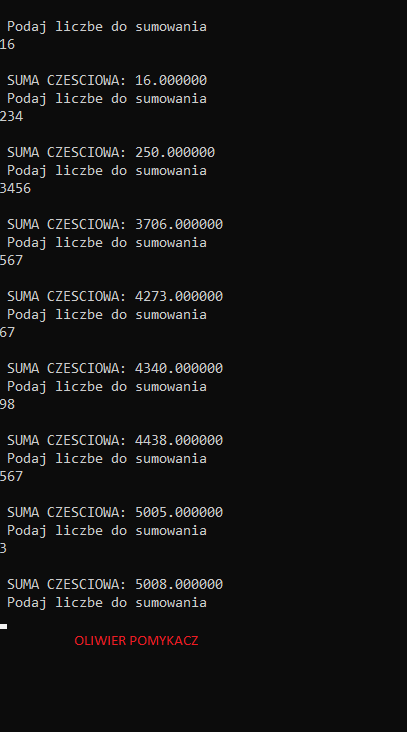 Podaj liczbe do sumowania
16
SUMA CZESCIOWA: 16.000000
Podaj liczbe do sumowania
234
SUMA CZESCIOWA: 250.000000
Podaj liczbe do sumowania
3456
SUMA CZESCIOWA: 3706.000000
Podaj liczbe do sumowania
567
SUMA CZESCIOWA: 4273.000000
Podaj liczbe do sumowania
67
SUMA CZESCIOWA: 4340.000000
Podaj liczbe do sumowania
98
SUMA CZESCIOWA: 4438.000000
Podaj liczbe do sumowania
567
SUMA CZESCIOWA: 5005.000000
Podaj liczbe do sumowania
3
SUMA CZESCIOWA: 5008.000000
Podaj liczbe do sumowania
OLIWIER POMYKACZ